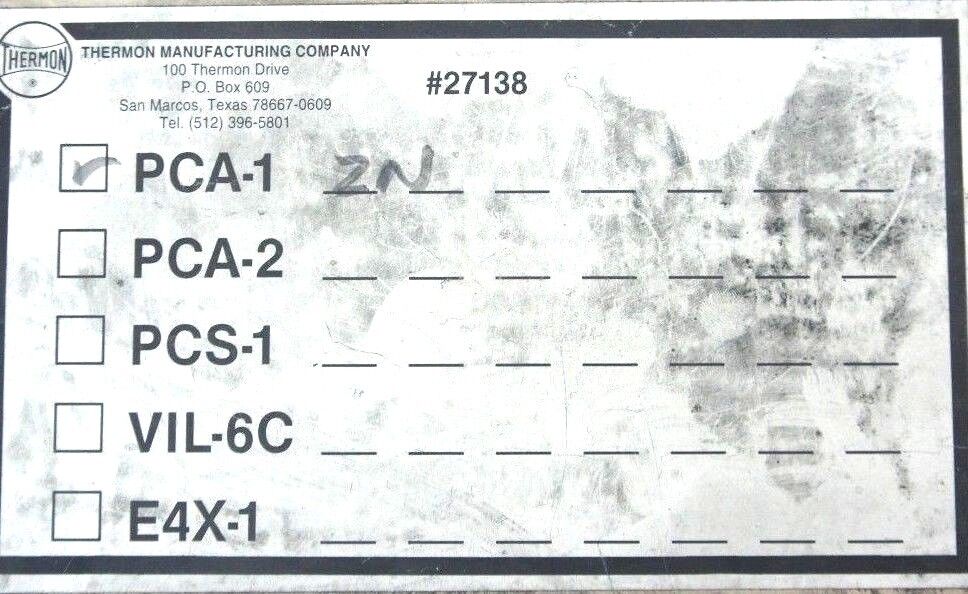 THERMON
®
THERMON MANUFACTURING COMPANY
100 Thermon Drive
P.O. Box 609
San Marcos, Texas 78667-0609
Tel. (512) 396-5801
#27138
PCA-1 2N
PCA-2
PCS-1
VIL-6C
E4X-1